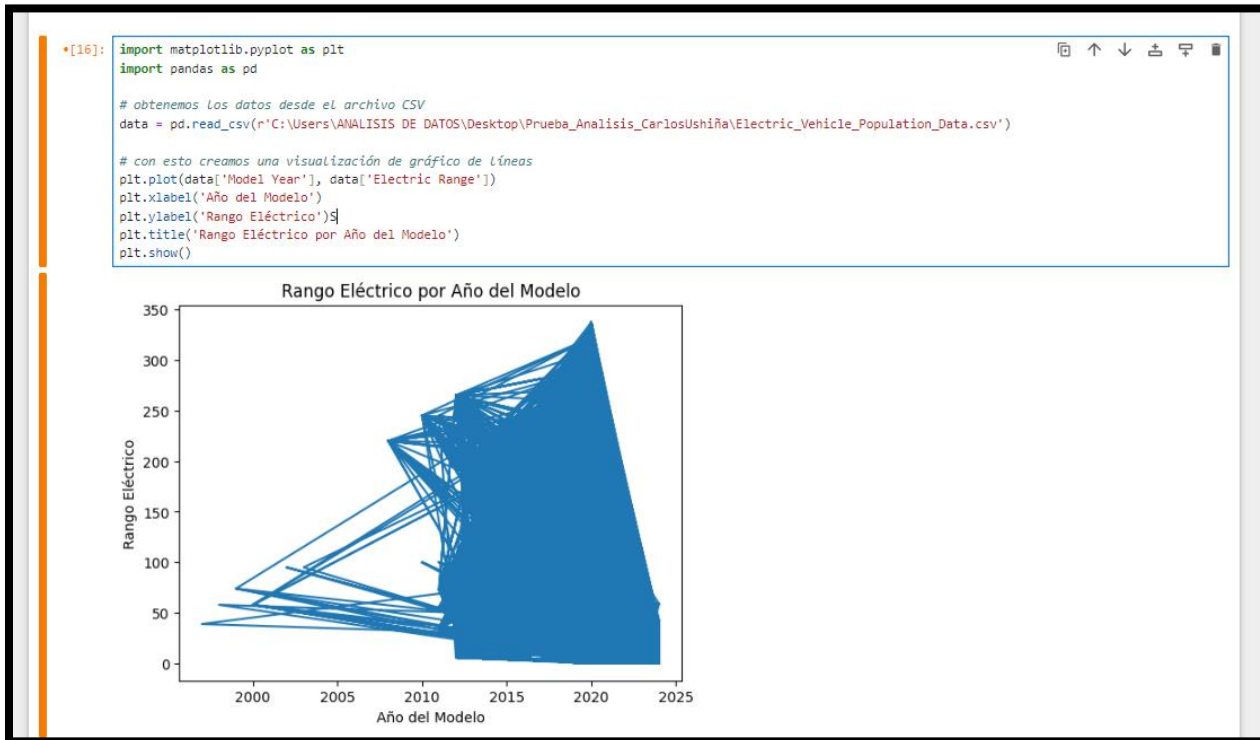 •[16]:
import matplotlib.pyplot as plt
import pandas as pd
# obtenemos los datos desde el archivo CSV
data = pd.read_csv(r'C:\Users\ANALISIS DE DATOS\Desktop\Prueba_Analisis_CarlosUshiña\Electric_Vehicle_Population_Data.csv')
# con esto creamos una visualización de gráfico de líneas
plt.plot(data['Model Year'], data['Electric Range'])
plt.xlabel('Año del Modelo')
plt.ylabel('Rango Eléctrico')S
plt.title('Rango Eléctrico por Año del Modelo')
plt.show()
Rango Eléctrico por Año del Modelo
Rango Eléctrico
350
300
250
200
150
100
50
0
2000 2005 2010 2015 2020 2025
Año del Modelo